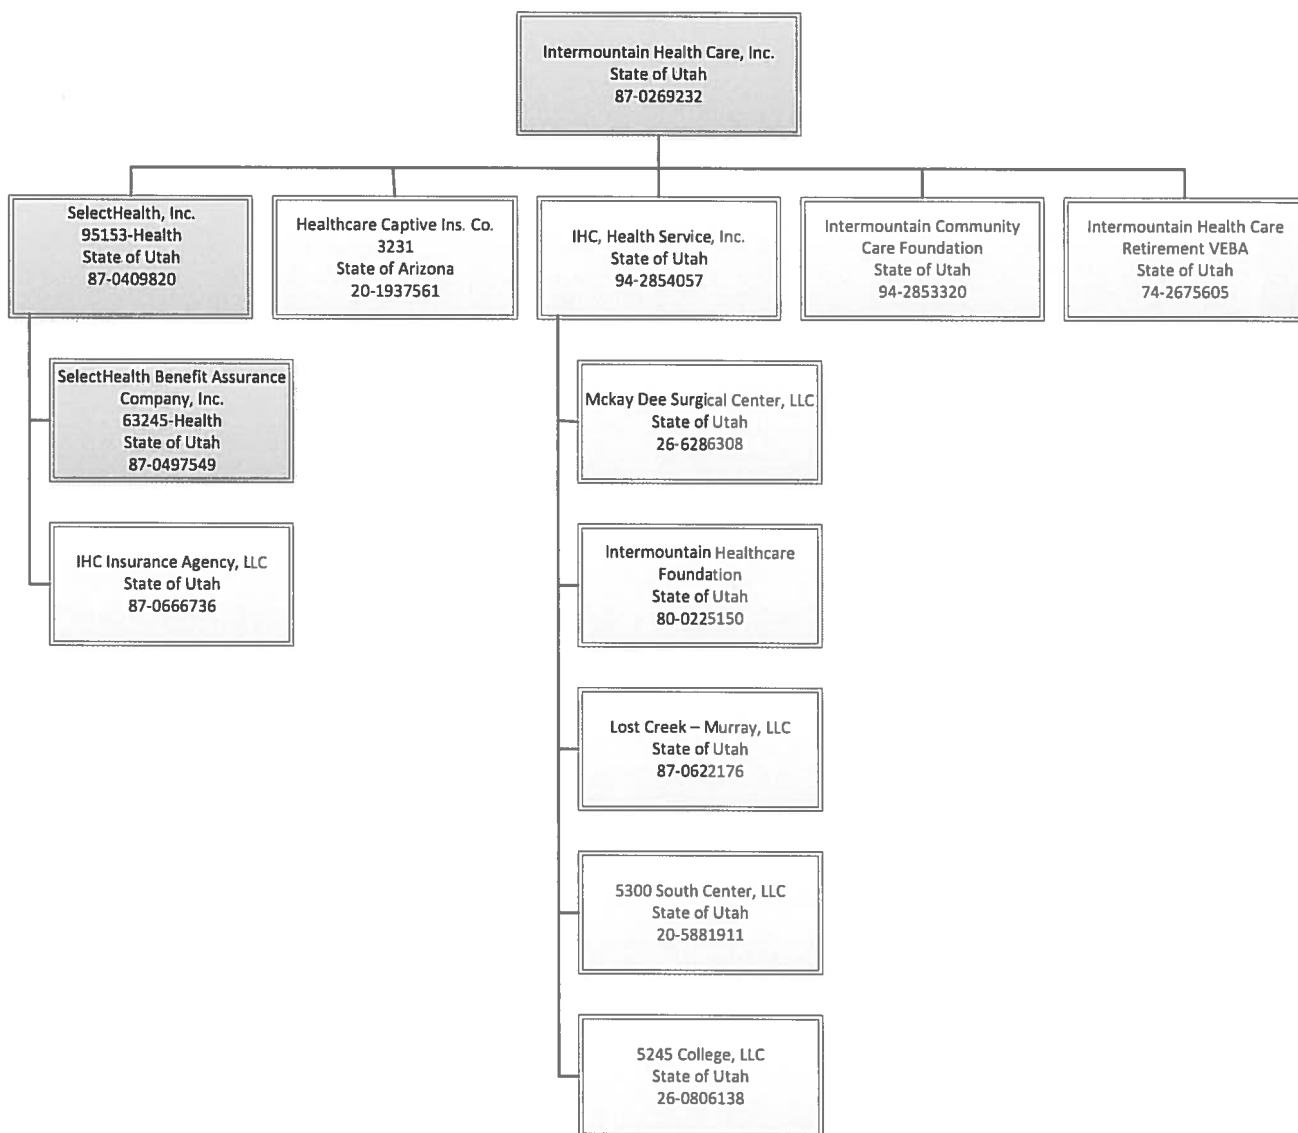 Intermountain Health Care, Inc.
State of Utah
87-0269232
SelectHealth, Inc.
95153-Health
State of Utah
87-0409820
Healthcare Captive Ins. Co.
3231
State of Arizona
20-1937561
IHC, Health Service, Inc.
State of Utah
94-2854057
Intermountain Community
Care Foundation
State of Utah
94-2853320
Intermountain Health Care
Retirement VEBA
State of Utah
74-2675605
SelectHealth Benefit Assurance
Company, Inc.
63245-Health
State of Utah
87-0497549
IHC Insurance Agency, LLC
State of Utah
87-0666736
Mckay Dee Surgical Center, LLC
State of Utah
26-6286308
Intermountain Healthcare
Foundation
State of Utah
80-0225150
Lost Creek – Murray, LLC
State of Utah
87-0622176
5300 South Center, LLC
State of Utah
20-5881911
5245 College, LLC
State of Utah
26-0806138